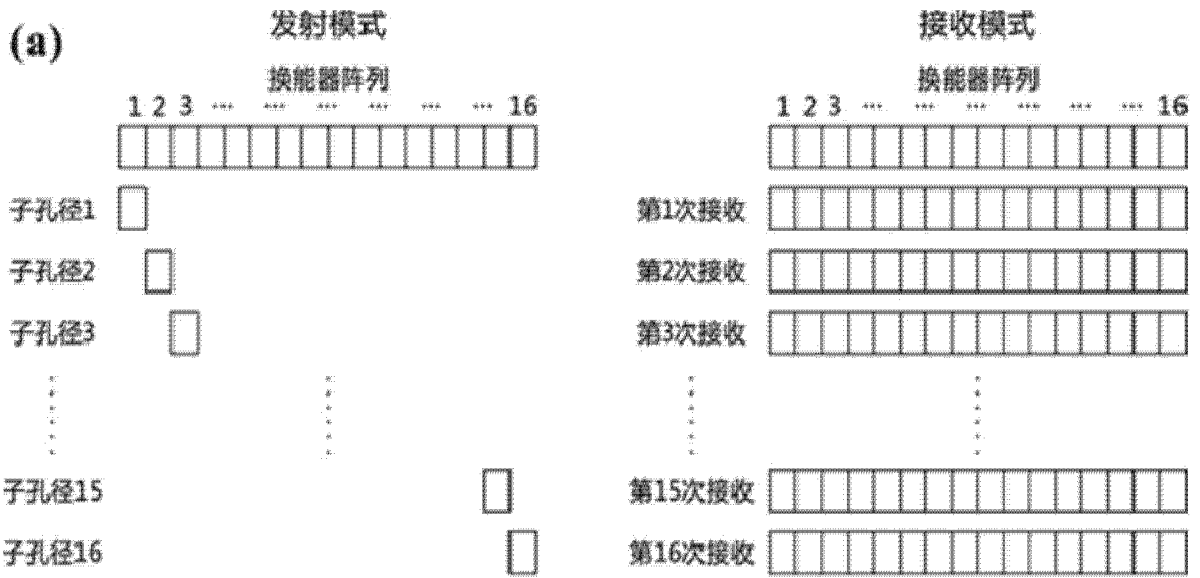 (a)
发射模式
接收模式
换能器阵列
换能器阵列
1 2 3 ... ... ... ... ... ... 16
1 2 3 ... ... ... ... ... ... 16
子孔径1
第1次接收
子孔径2
第2次接收
子孔径3
第3次接收
子孔径15
第15次接收
子孔径16
第16次接收